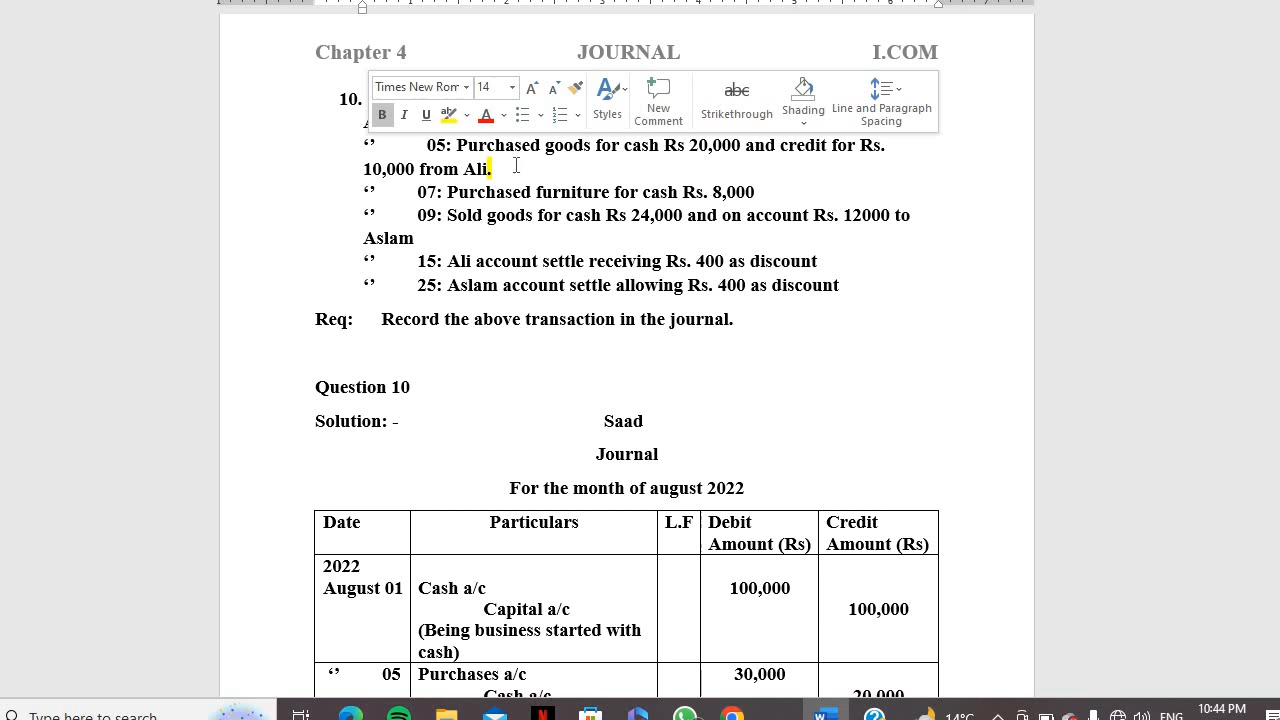 Chapter 4 JOURNAL I.COM
Times New Rom 14
10.
B I U ab A Styles New Comment abc Strikethrough Shading Line and Paragraph Spacing
‘’ 05: Purchased goods for cash Rs 20,000 and credit for Rs.
10,000 from Ali.
‘’ 07: Purchased furniture for cash Rs. 8,000
‘’ 09: Sold goods for cash Rs 24,000 and on account Rs. 12000 to
Aslam
‘’ 15: Ali account settle receiving Rs. 400 as discount
‘’ 25: Aslam account settle allowing Rs. 400 as discount
Req: Record the above transaction in the journal.
Question 10
Solution: - Saad
Journal
For the month of august 2022
Date Particulars L.F Debit Credit
Amount (Rs) Amount (Rs)
2022
August 01 Cash a/c 100,000
Capital a/c 100,000
(Being business started with
cash)
‘’ 05 Purchases a/c 30,000
Cash a/c 20,000
Type here to search 14°C ENG 10:44 PM